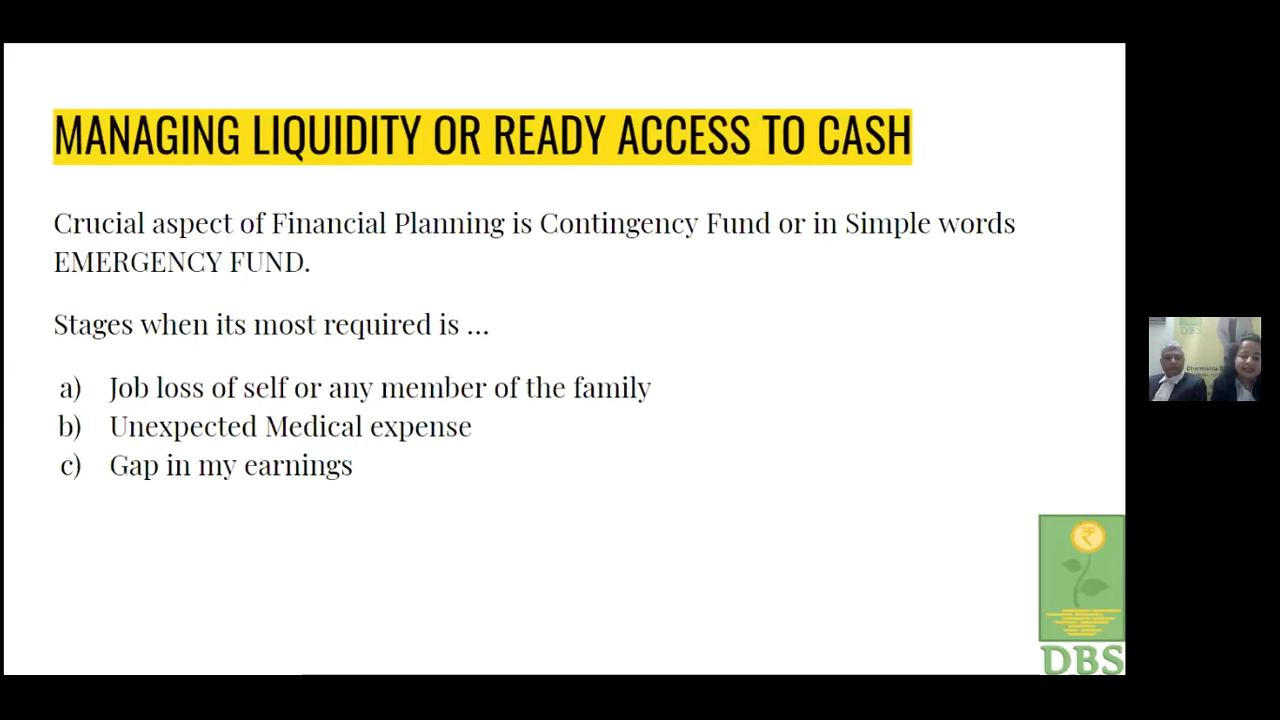 MANAGING LIQUIDITY OR READY ACCESS TO CASH
Crucial aspect of Financial Planning is Contingency Fund or in Simple words
EMERGENCY FUND.
Stages when its most required is ...
a) Job loss of self or any member of the family
b) Unexpected Medical expense
c) Gap in my earnings
₹
DBS
DBS